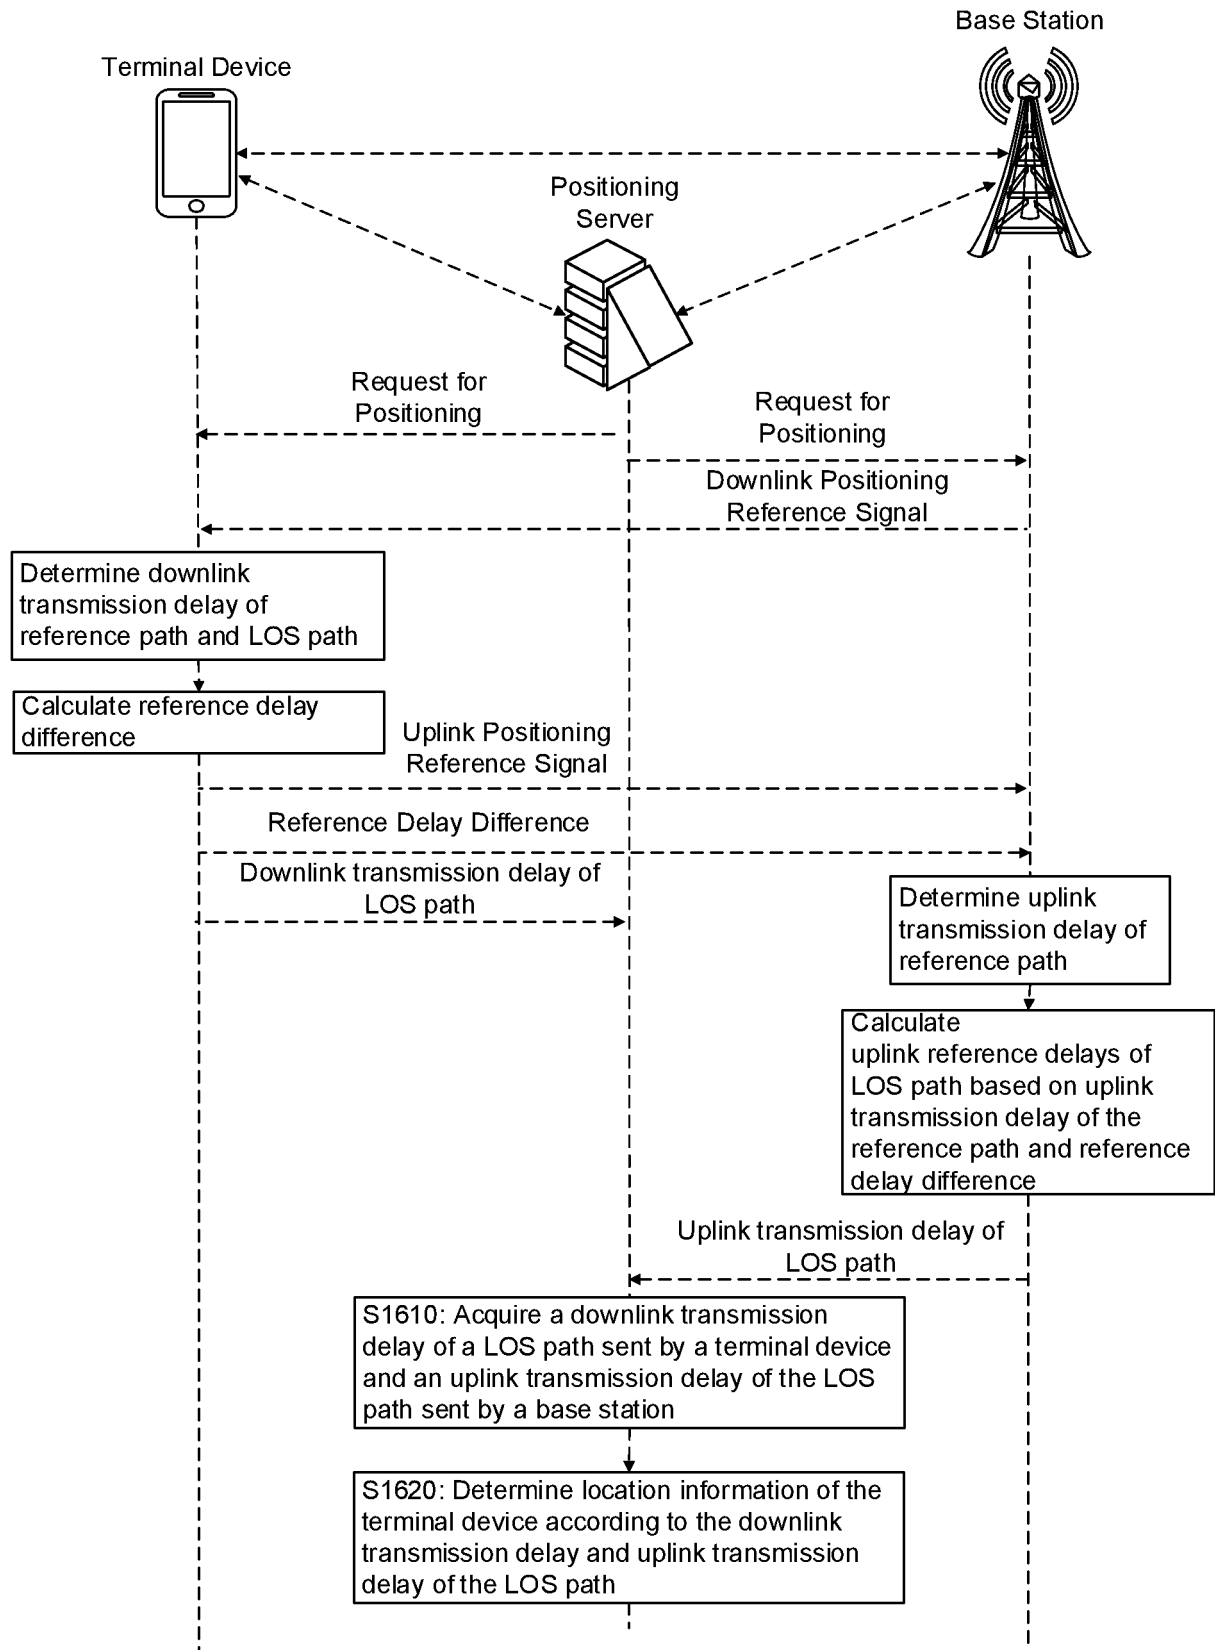 Base Station
Terminal Device
Positioning
Server
Request for
Positioning
Request for
Positioning
Downlink Positioning
Reference Signal
Determine downlink
transmission delay of
reference path and LOS path
Calculate reference delay
difference
Uplink Positioning
Reference Signal
Reference Delay Difference
Downlink transmission delay of
LOS path
Determine uplink
transmission delay of
reference path
Calculate
uplink reference delays of
LOS path based on uplink
transmission delay of the
reference path and reference
delay difference
Uplink transmission delay of
LOS path
S1610: Acquire a downlink transmission
delay of a LOS path sent by a terminal device
and an uplink transmission delay of the LOS
path sent by a base station
S1620: Determine location information of the
terminal device according to the downlink
transmission delay and uplink transmission
delay of the LOS path